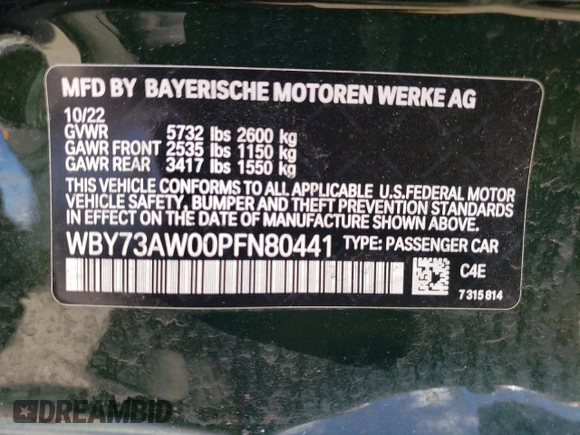 MFD BY BAYERISCHE MOTOREN WERKE AG
10/22
GVWR 5732 lbs 2600 kg
GAWR FRONT 2535 lbs 1150 kg
GAWR REAR 3417 lbs 1550 kg
THIS VEHICLE CONFORMS TO ALL APPLICABLE U.S.FEDERAL MOTOR
VEHICLE SAFETY, BUMPER AND THEFT PREVENTION STANDARDS
IN EFFECT ON THE DATE OF MANUFACTURE SHOWN ABOVE.
WBY73AW00PFN80441 TYPE: PASSENGER CAR
C4E
7315814
DREAMBID